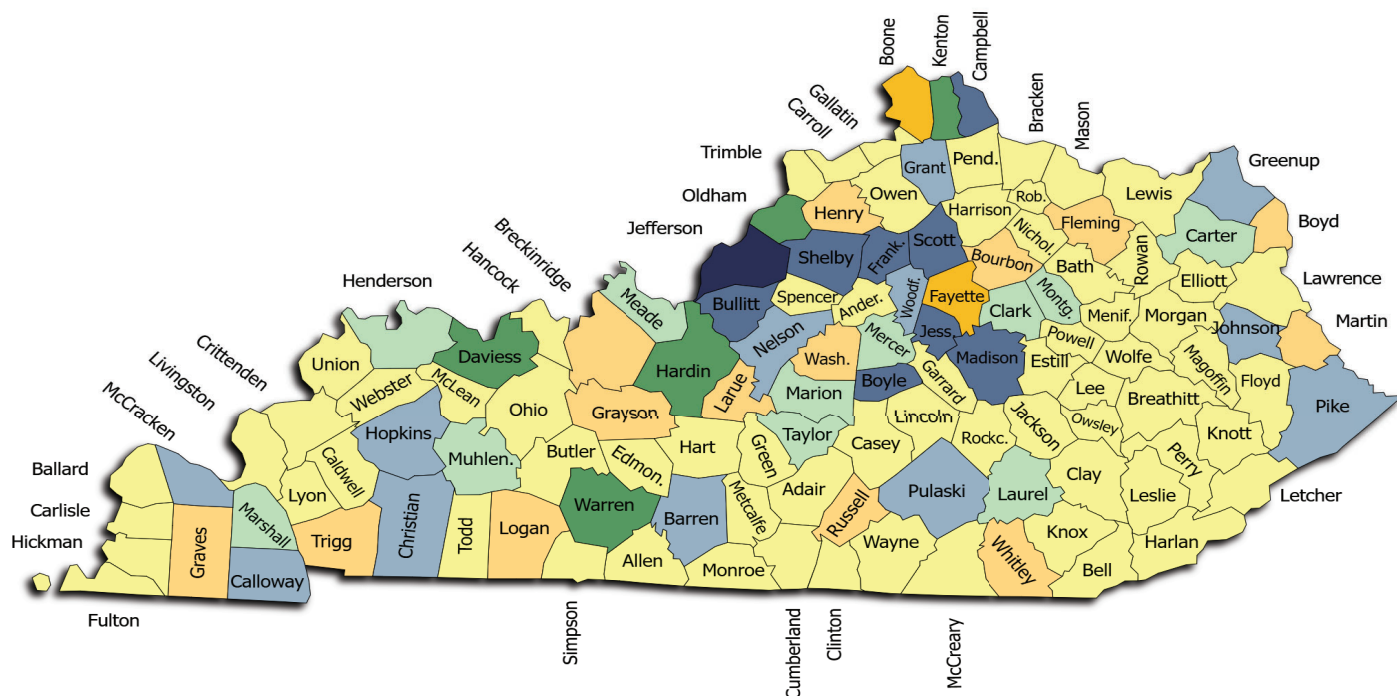 Boone
Kenton
Campbell
Gallatin
Carroll
Bracken
Mason
Trimble
Grant
Pend.
Greenup
Oldham
Owen
Rob.
Lewis
Henry
Harrison
Fleming
Boyd
Jefferson
Nichol.
Carter
Breckinridge
Hancock
Shelby
Frank.
Scott
Bourbon
Bath
Rowan
Henderson
Meade
Spencer
Woodf.
Fayette
Montg.
Elliott
Lawrence
Bullitt
Ander.
Clark
Menif.
Morgan
Martin
Crittenden
Union
Daviess
Nelson
Mercer
Jess.
Powell
Johnson
Livingston
Webster
McLean
Hardin
Wash.
Madison
Estill
Wolfe
Magoffin
McCracken
Larue
Boyle
Garrard
Lee
Floyd
Ohio
Grayson
Marion
Breathitt
Pike
Hopkins
Lincoln
Jackson
Owsley
Knott
Taylor
Casey
Rockc.
Caldwell
Muhlen.
Butler
Edmon.
Hart
Green
Perry
Ballard
Lyon
Adair
Pulaski
Laurel
Clay
Leslie
Letcher
Carlisle
Marshall
Christian
Warren
Barren
Metcalfe
Russell
Hickman
Graves
Trigg
Todd
Logan
Wayne
Knox
Harlan
Calloway
Allen
Monroe
Whitley
Bell
Fulton
Simpson
Cumberland
Clinton
McCreary